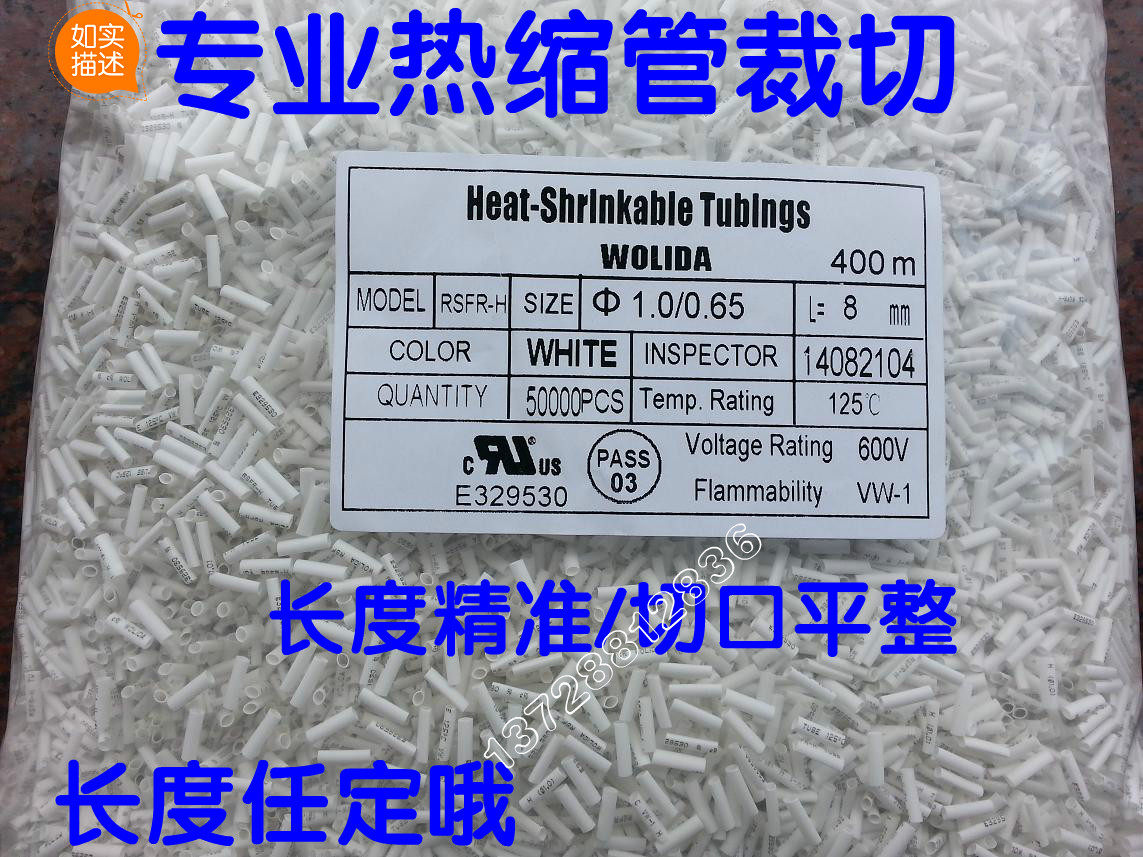 如实
描述
专业热缩管裁切
Heat-Shrinkable Tubings
WOLIDA
400 m
MODEL RSFR-H SIZE Φ 1.0/0.65 L= 8 mm
COLOR WHITE INSPECTOR 14082104
QUANTITY 50000PCS Temp. Rating 125℃
c RU ® US PASS 03 Voltage Rating 600V
E329530 Flammability VW-1
长度精准/切口平整
13728812836
长度任定哦